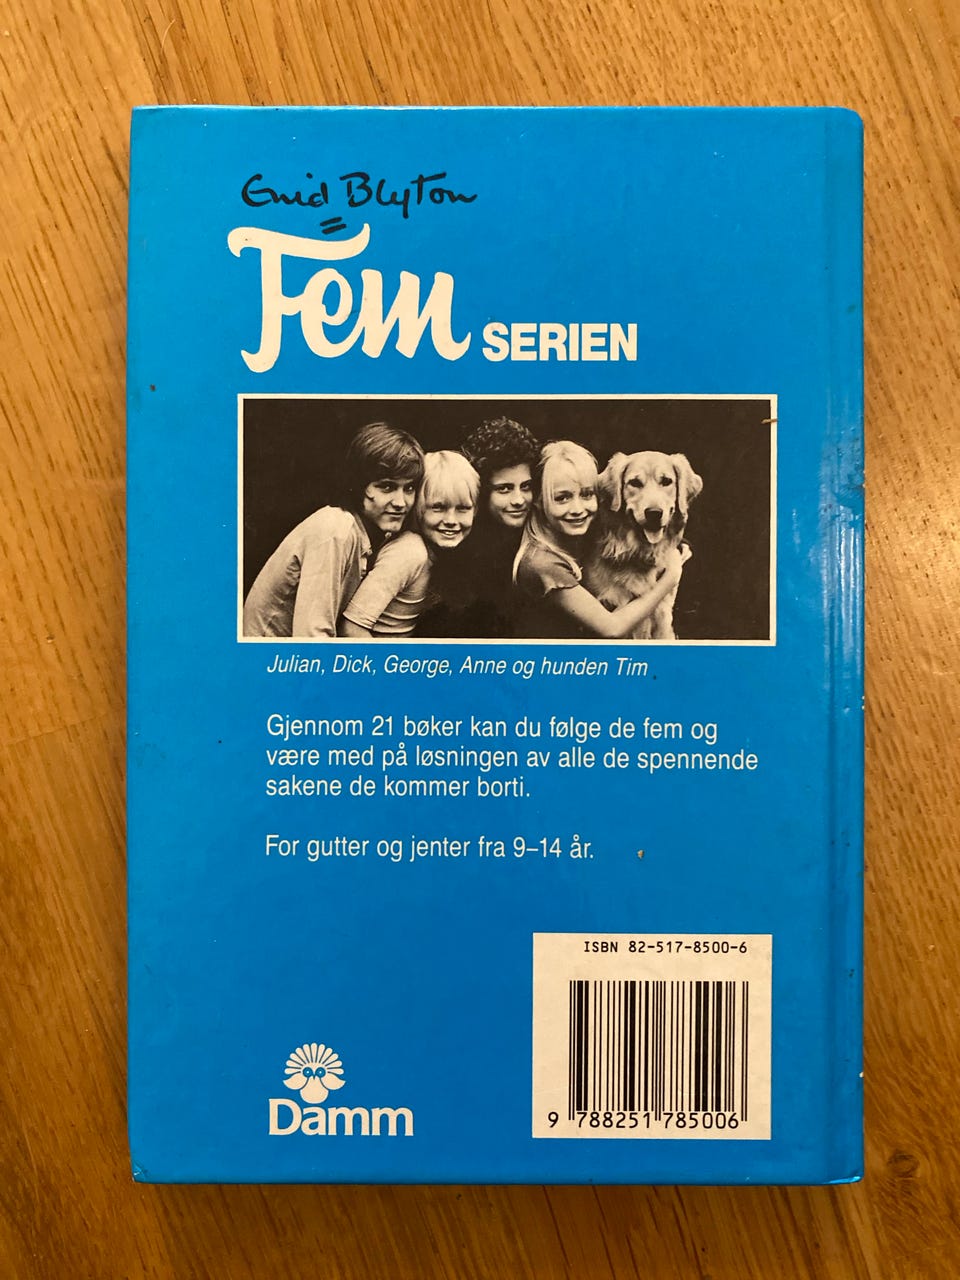 Enid Blyton
Fem SERIEN
Julian, Dick, George, Anne og hunden Tim
Gjennom 21 bøker kan du følge de fem og
være med på løsningen av alle de spennende
sakene de kommer borti.
For gutter og jenter fra 9–14 år.
ISBN 82-517-8500-6
9 788251 785006
Damm